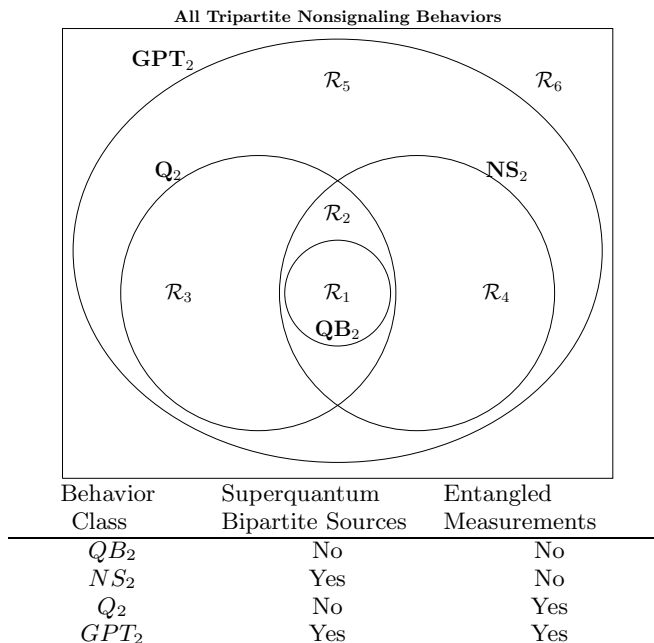 All Tripartite Nonsignaling Behaviors
GPT₂
ℛ₅
ℛ₆
Q₂
NS₂
ℛ₂
ℛ₃
ℛ₁
ℛ₄
QB₂
Behavior Class Superquantum Bipartite Sources Entangled Measurements
QB₂ No No
NS₂ Yes No
Q₂ No Yes
GPT₂ Yes Yes